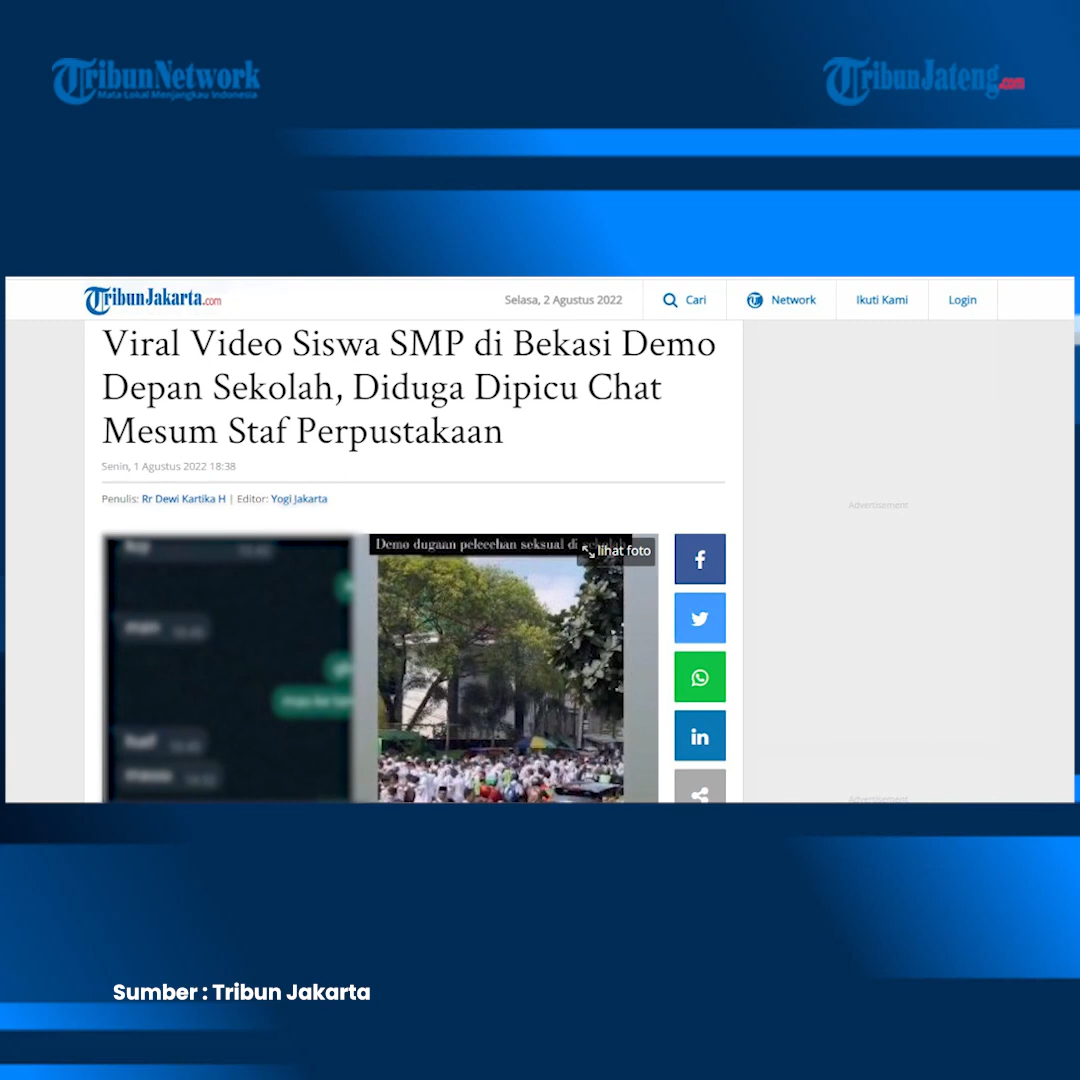 TribunNetwork
Mata Lokal Menjangkau Indonesia
TribunJateng.com
TribunJakarta.com
Selasa, 2 Agustus 2022
Cari
Network
Ikuti Kami
Login
Viral Video Siswa SMP di Bekasi Demo
Depan Sekolah, Diduga Dipicu Chat
Mesum Staf Perpustakaan
Senin, 1 Agustus 2022 18:38
Penulis: Rr Dewi Kartika H | Editor: Yogi Jakarta
Advertisement
Demo dugaan pelecehan seksual di
lihat foto
Advertisement
Sumber : Tribun Jakarta